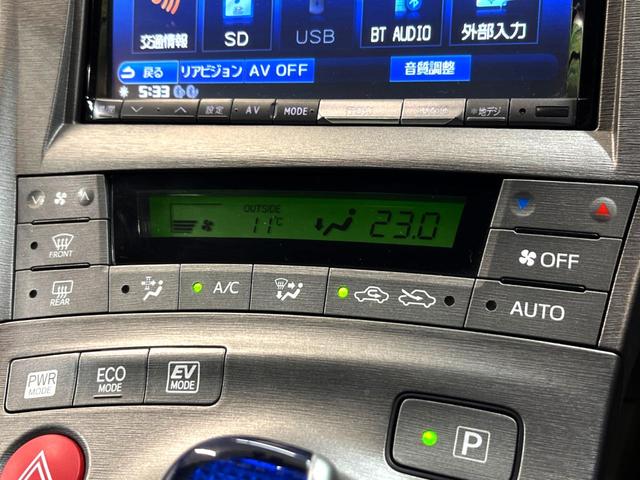 交通情報 SD USB BT AUDIO 外部入力
戻る リアビジョン AV OFF 音質調整
5:33
設定 AV MODE 地デジ
OUTSIDE
11°C 23.0
FRONT
OFF
REAR A/C
AUTO
PWR MODE ECO MODE EV MODE
P